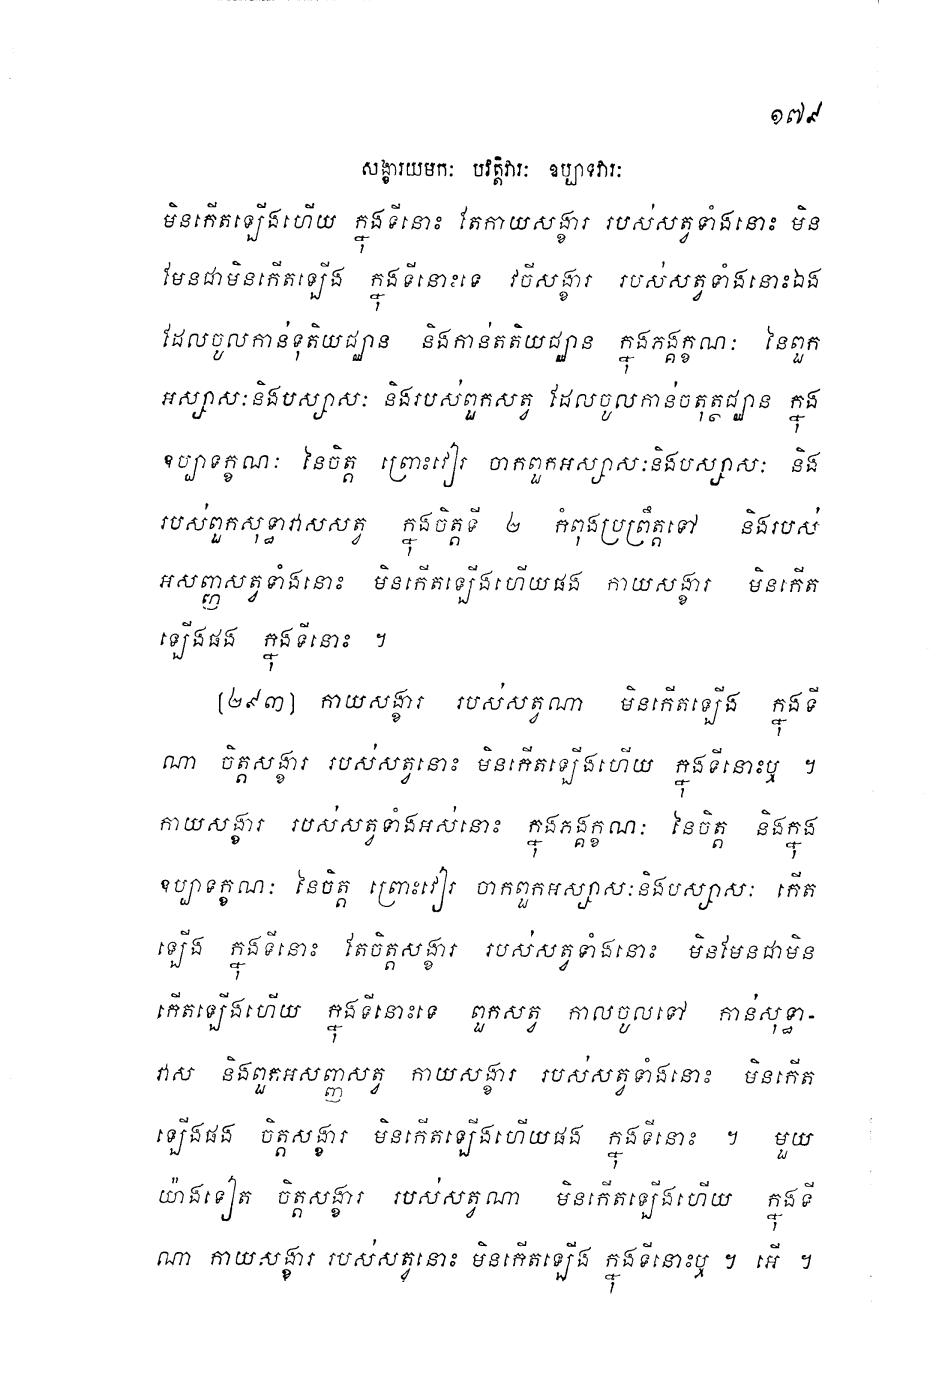 ១៧៩
សង្ខារយមកៈ បវត្តិវារៈ ឧប្បាទវារៈ
មិនកើតឡើងហើយ ក្នុងទីនោះ តែកាយសង្ខារ របស់សត្វទាំងនោះ មិន
មែនជាមិនកើតឡើង ក្នុងទីនោះទេ វចីសង្ខារ របស់សត្វទាំងនោះឯង
ដែលចូលកាន់ទុតិយជ្ឈាន និងកាន់តតិយជ្ឈាន ក្នុងភង្គក្ខណៈ នៃពួក
អស្សាសៈនិងបស្សាសៈ និងរបស់ពួកសត្វ ដែលចូលកាន់ចតុត្ថជ្ឈាន ក្នុង
ឧប្បាទក្ខណៈ នៃចិត្ត ព្រោះវៀរ ចាកពួកអស្សាសៈនិងបស្សាសៈ និង
របស់ពួកសុទ្ធាវាសសត្វ ក្នុងចិត្តទី ២ កំពុងប្រព្រឹត្តទៅ និងរបស់
អសញ្ញសត្វទាំងនោះ មិនកើតឡើងហើយផង កាយសង្ខារ មិនកើត
ឡើងផង ក្នុងទីនោះ ។
[២៩៣] កាយសង្ខារ របស់សត្វណា មិនកើតឡើង ក្នុងទី
ណា ចិត្តសង្ខារ របស់សត្វនោះ មិនកើតឡើងហើយ ក្នុងទីនោះឬ ។
កាយសង្ខារ របស់សត្វទាំងអស់នោះ ក្នុងភង្គក្ខណៈ នៃចិត្ត និងក្នុង
ឧប្បាទក្ខណៈ នៃចិត្ត ព្រោះវៀរ ចាកពួកអស្សាសៈនិងបស្សាសៈ កើត
ឡើង ក្នុងទីនោះ តែចិត្តសង្ខារ របស់សត្វទាំងនោះ មិនមែនជាមិន
កើតឡើងហើយ ក្នុងទីនោះទេ ពួកសត្វ កាលចូលទៅ កាន់សុទ្ធា-
វាស និងពួកអសញ្ញសត្វ កាយសង្ខារ របស់សត្វទាំងនោះ មិនកើត
ឡើងផង ចិត្តសង្ខារ មិនកើតឡើងហើយផង ក្នុងទីនោះ ។ មួយ
យ៉ាងទៀត ចិត្តសង្ខារ របស់សត្វណា មិនកើតឡើងហើយ ក្នុងទី
ណា កាយសង្ខារ របស់សត្វនោះ មិនកើតឡើង ក្នុងទីនោះឬ ។ អើ ។